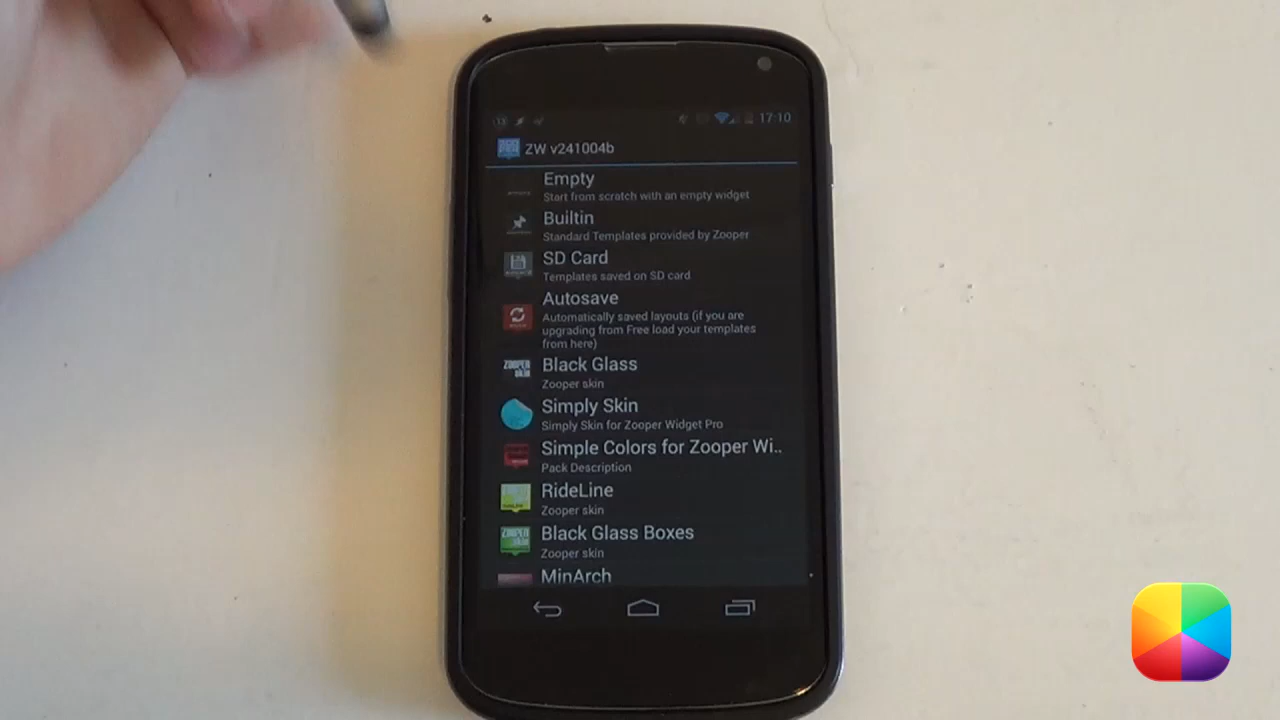 17:10
ZW v241004b
Empty
Start from scratch with an empty widget
Builtin
Standard Templates provided by Zooper
SD Card
Templates saved on SD card
Autosave
Automatically saved layouts (if you are
upgrading from Free load your templates
from here)
Black Glass
Zooper skin
Simply Skin
Simply Skin for Zooper Widget Pro
Simple Colors for Zooper Wi..
Pack Description
RideLine
Zooper skin
Black Glass Boxes
Zooper skin
MinArch